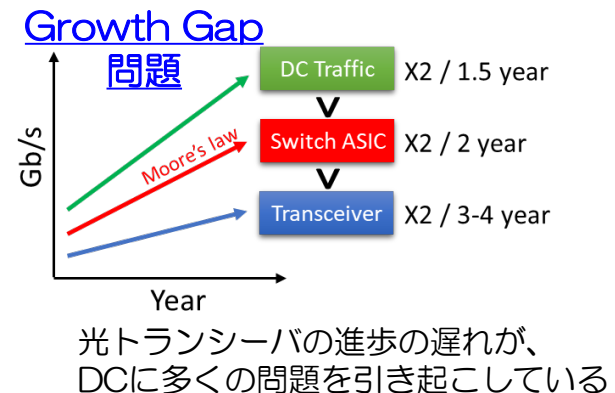 Growth Gap
問題
DC Traffic X2 / 1.5 year
Gb/s
Moore's law
Switch ASIC X2 / 2 year
Transceiver X2 / 3-4 year
Year
光トランシーバの進歩の遅れが、
DCに多くの問題を引き起こしている